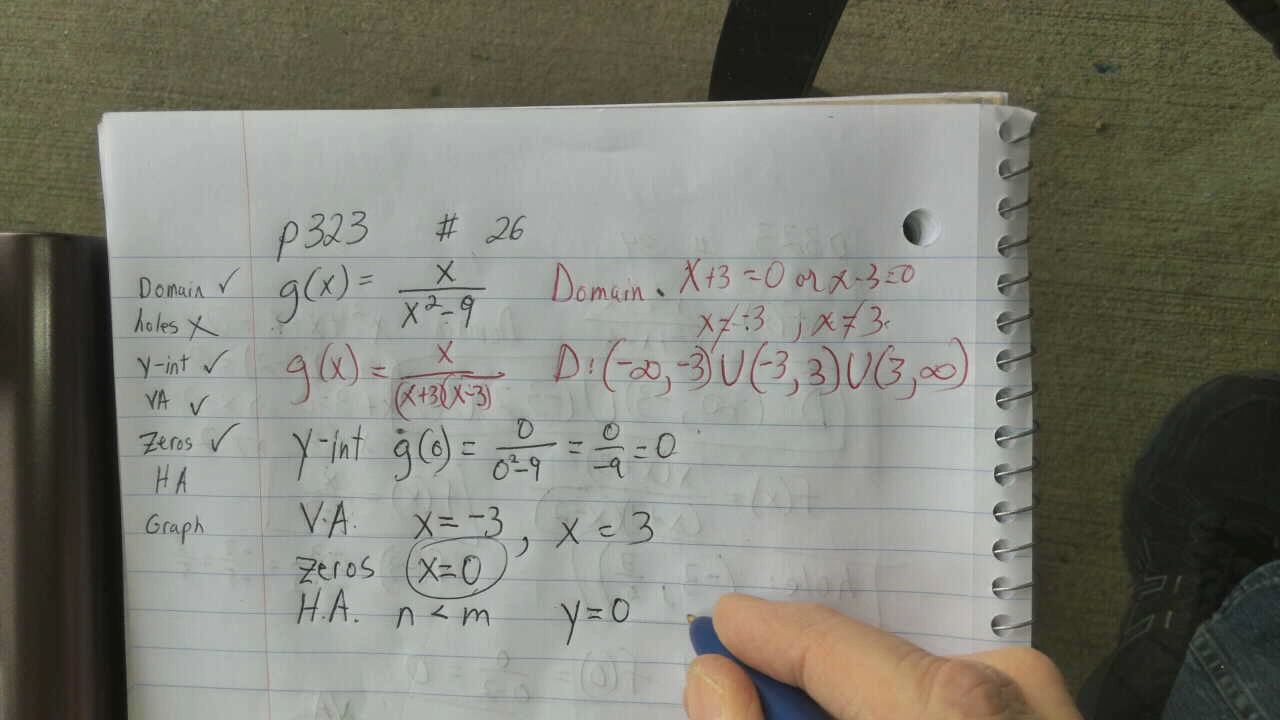 p323 # 26
Domain ✓ g(x) = x / x²-9 Domain. x+3=0 or x-3=0
holes X x≠-3 ; x≠3
y-int ✓ g(x) = x / (x+3)(x-3) D: (-∞,-3)U(-3,3)U(3,∞)
VA ✓
zeros ✓ Y-int g(0) = 0 / 0²-9 = 0 / -9 = 0
HA
Graph V.A. x=-3, x=3
zeros x=0
H.A. n < m y=0